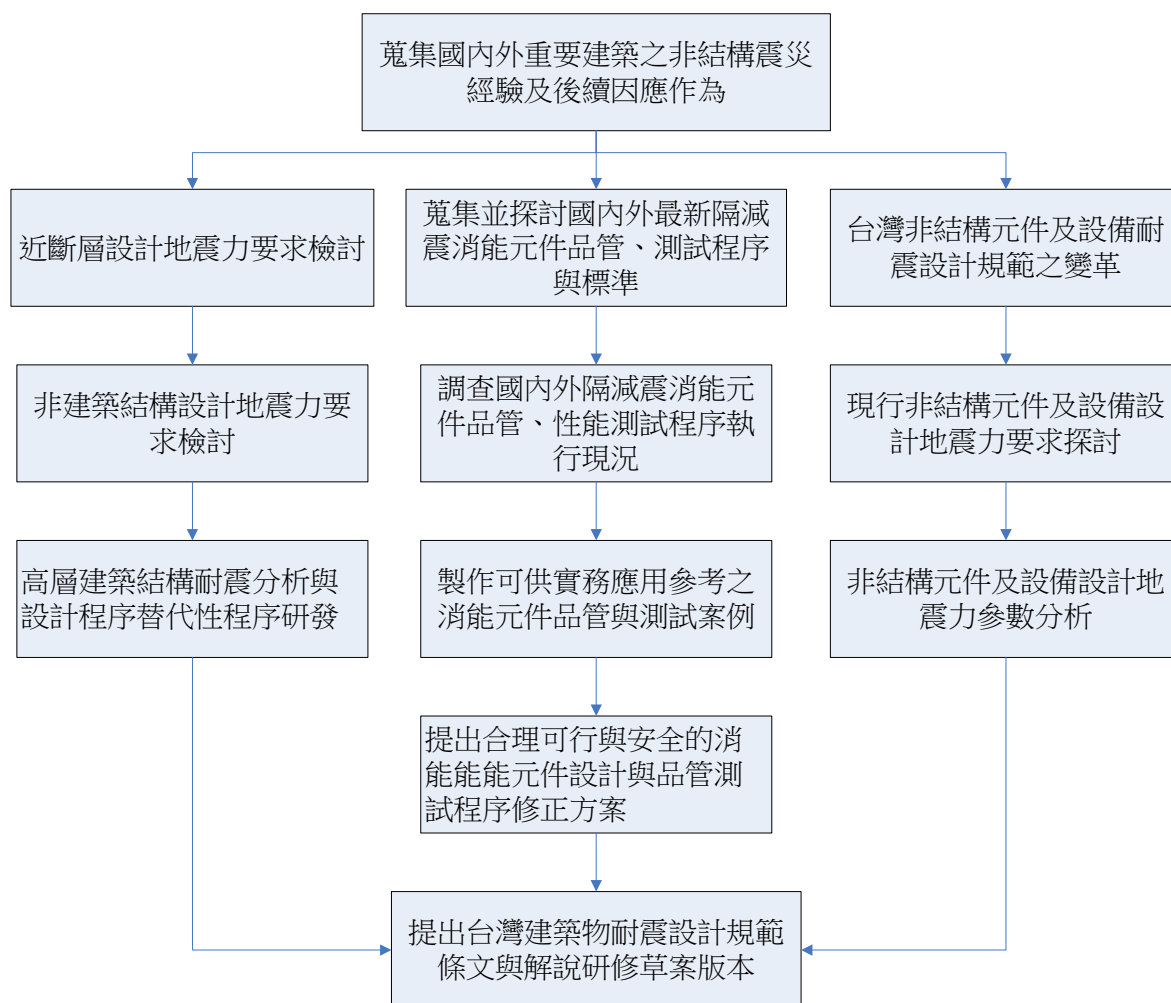 蒐集國內外重要建築之非結構震災
經驗及後續因應作為
近斷層設計地震力要求檢討
蒐集並探討國內外最新隔減
震消能元件品管、測試程序
與標準
台灣非結構元件及設備耐
震設計規範之變革
非建築結構設計地震力要
求檢討
調查國內外隔減震消能元
件品管、性能測試程序執
行現況
現行非結構元件及設備設
計地震力要求探討
高層建築結構耐震分析與
設計程序替代性程序研發
製作可供實務應用參考之
消能元件品管與測試案例
非結構元件及設備設計地
震力參數分析
提出合理可行與安全的消
能能能元件設計與品管測
試程序修正方案
提出台灣建築物耐震設計規範
條文與解說研修草案版本